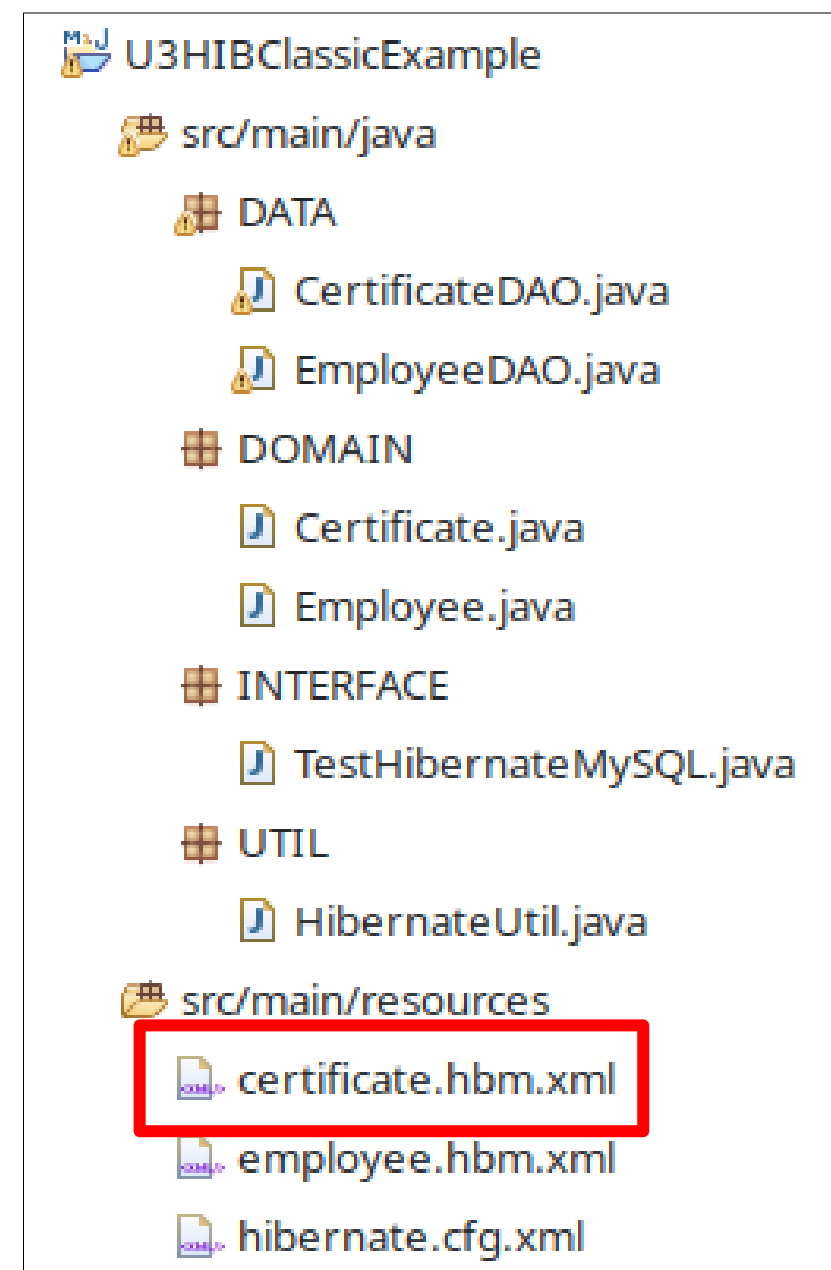 U3HIBClassicExample
src/main/java
DATA
CertificateDAO.java
EmployeeDAO.java
DOMAIN
Certificate.java
Employee.java
INTERFACE
TestHibernateMySQL.java
UTIL
HibernateUtil.java
src/main/resources
certificate.hbm.xml
employee.hbm.xml
hibernate.cfg.xml